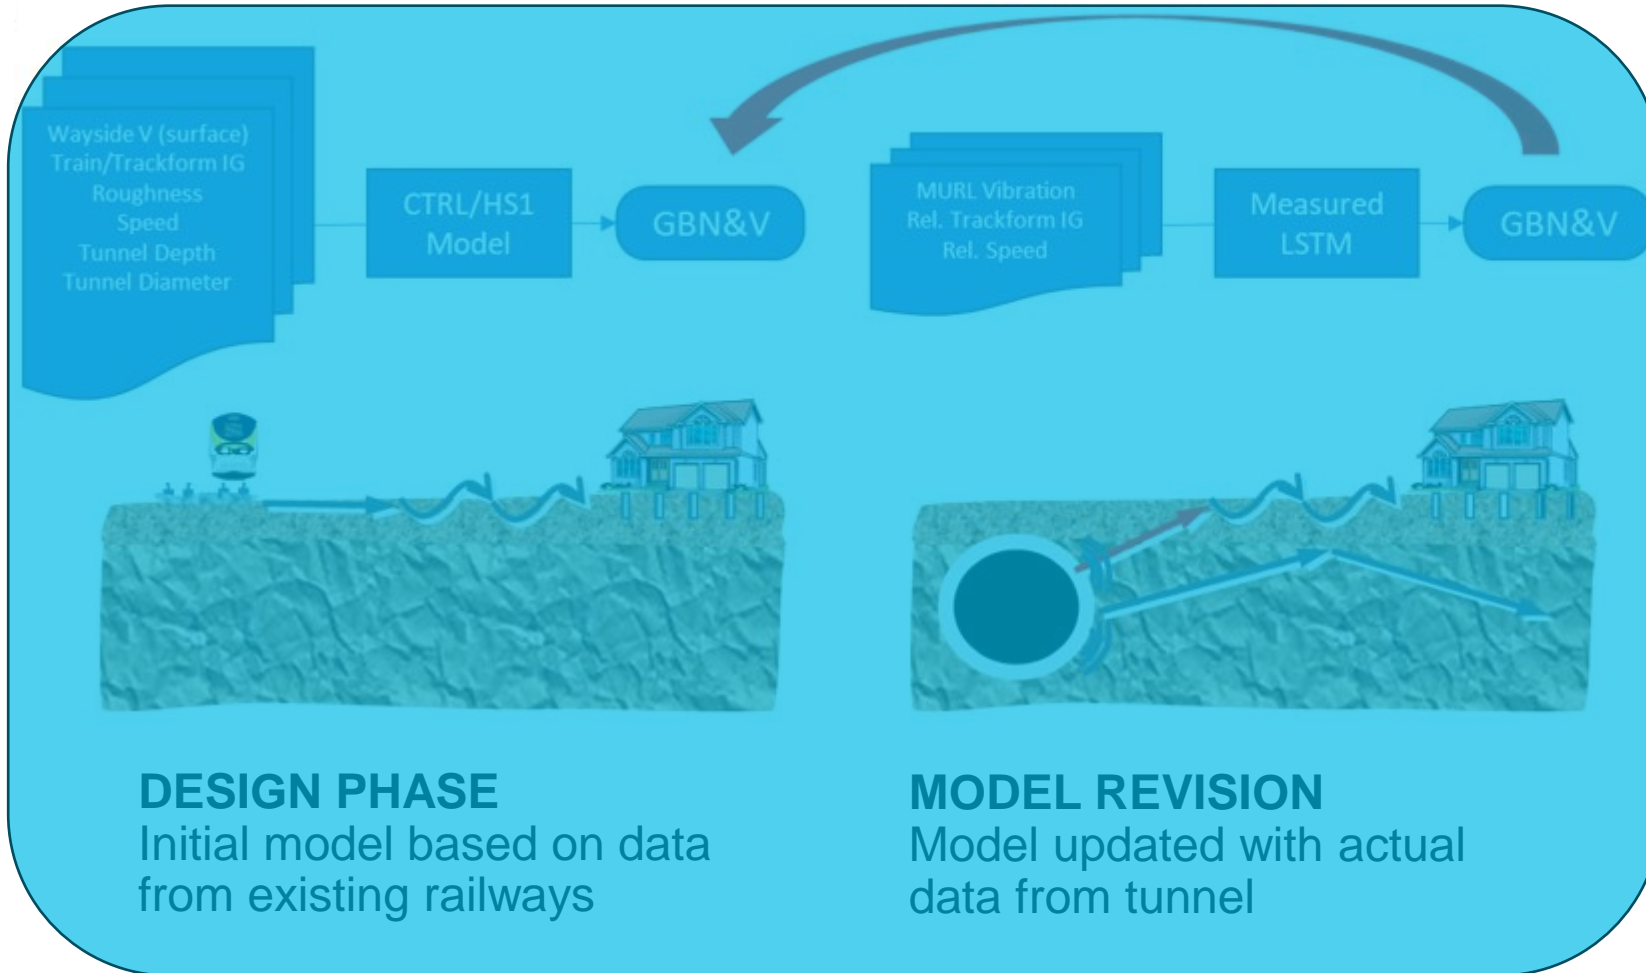 Wayside V (surface)
Train/Trackform IG
Roughness
Speed
Tunnel Depth
Tunnel Diameter
CTRL/HS1
Model
GBN&V
MURL Vibration
Rel. Trackform IG
Rel. Speed
Measured
LSTM
GBN&V
DESIGN PHASE
Initial model based on data
from existing railways
MODEL REVISION
Model updated with actual
data from tunnel